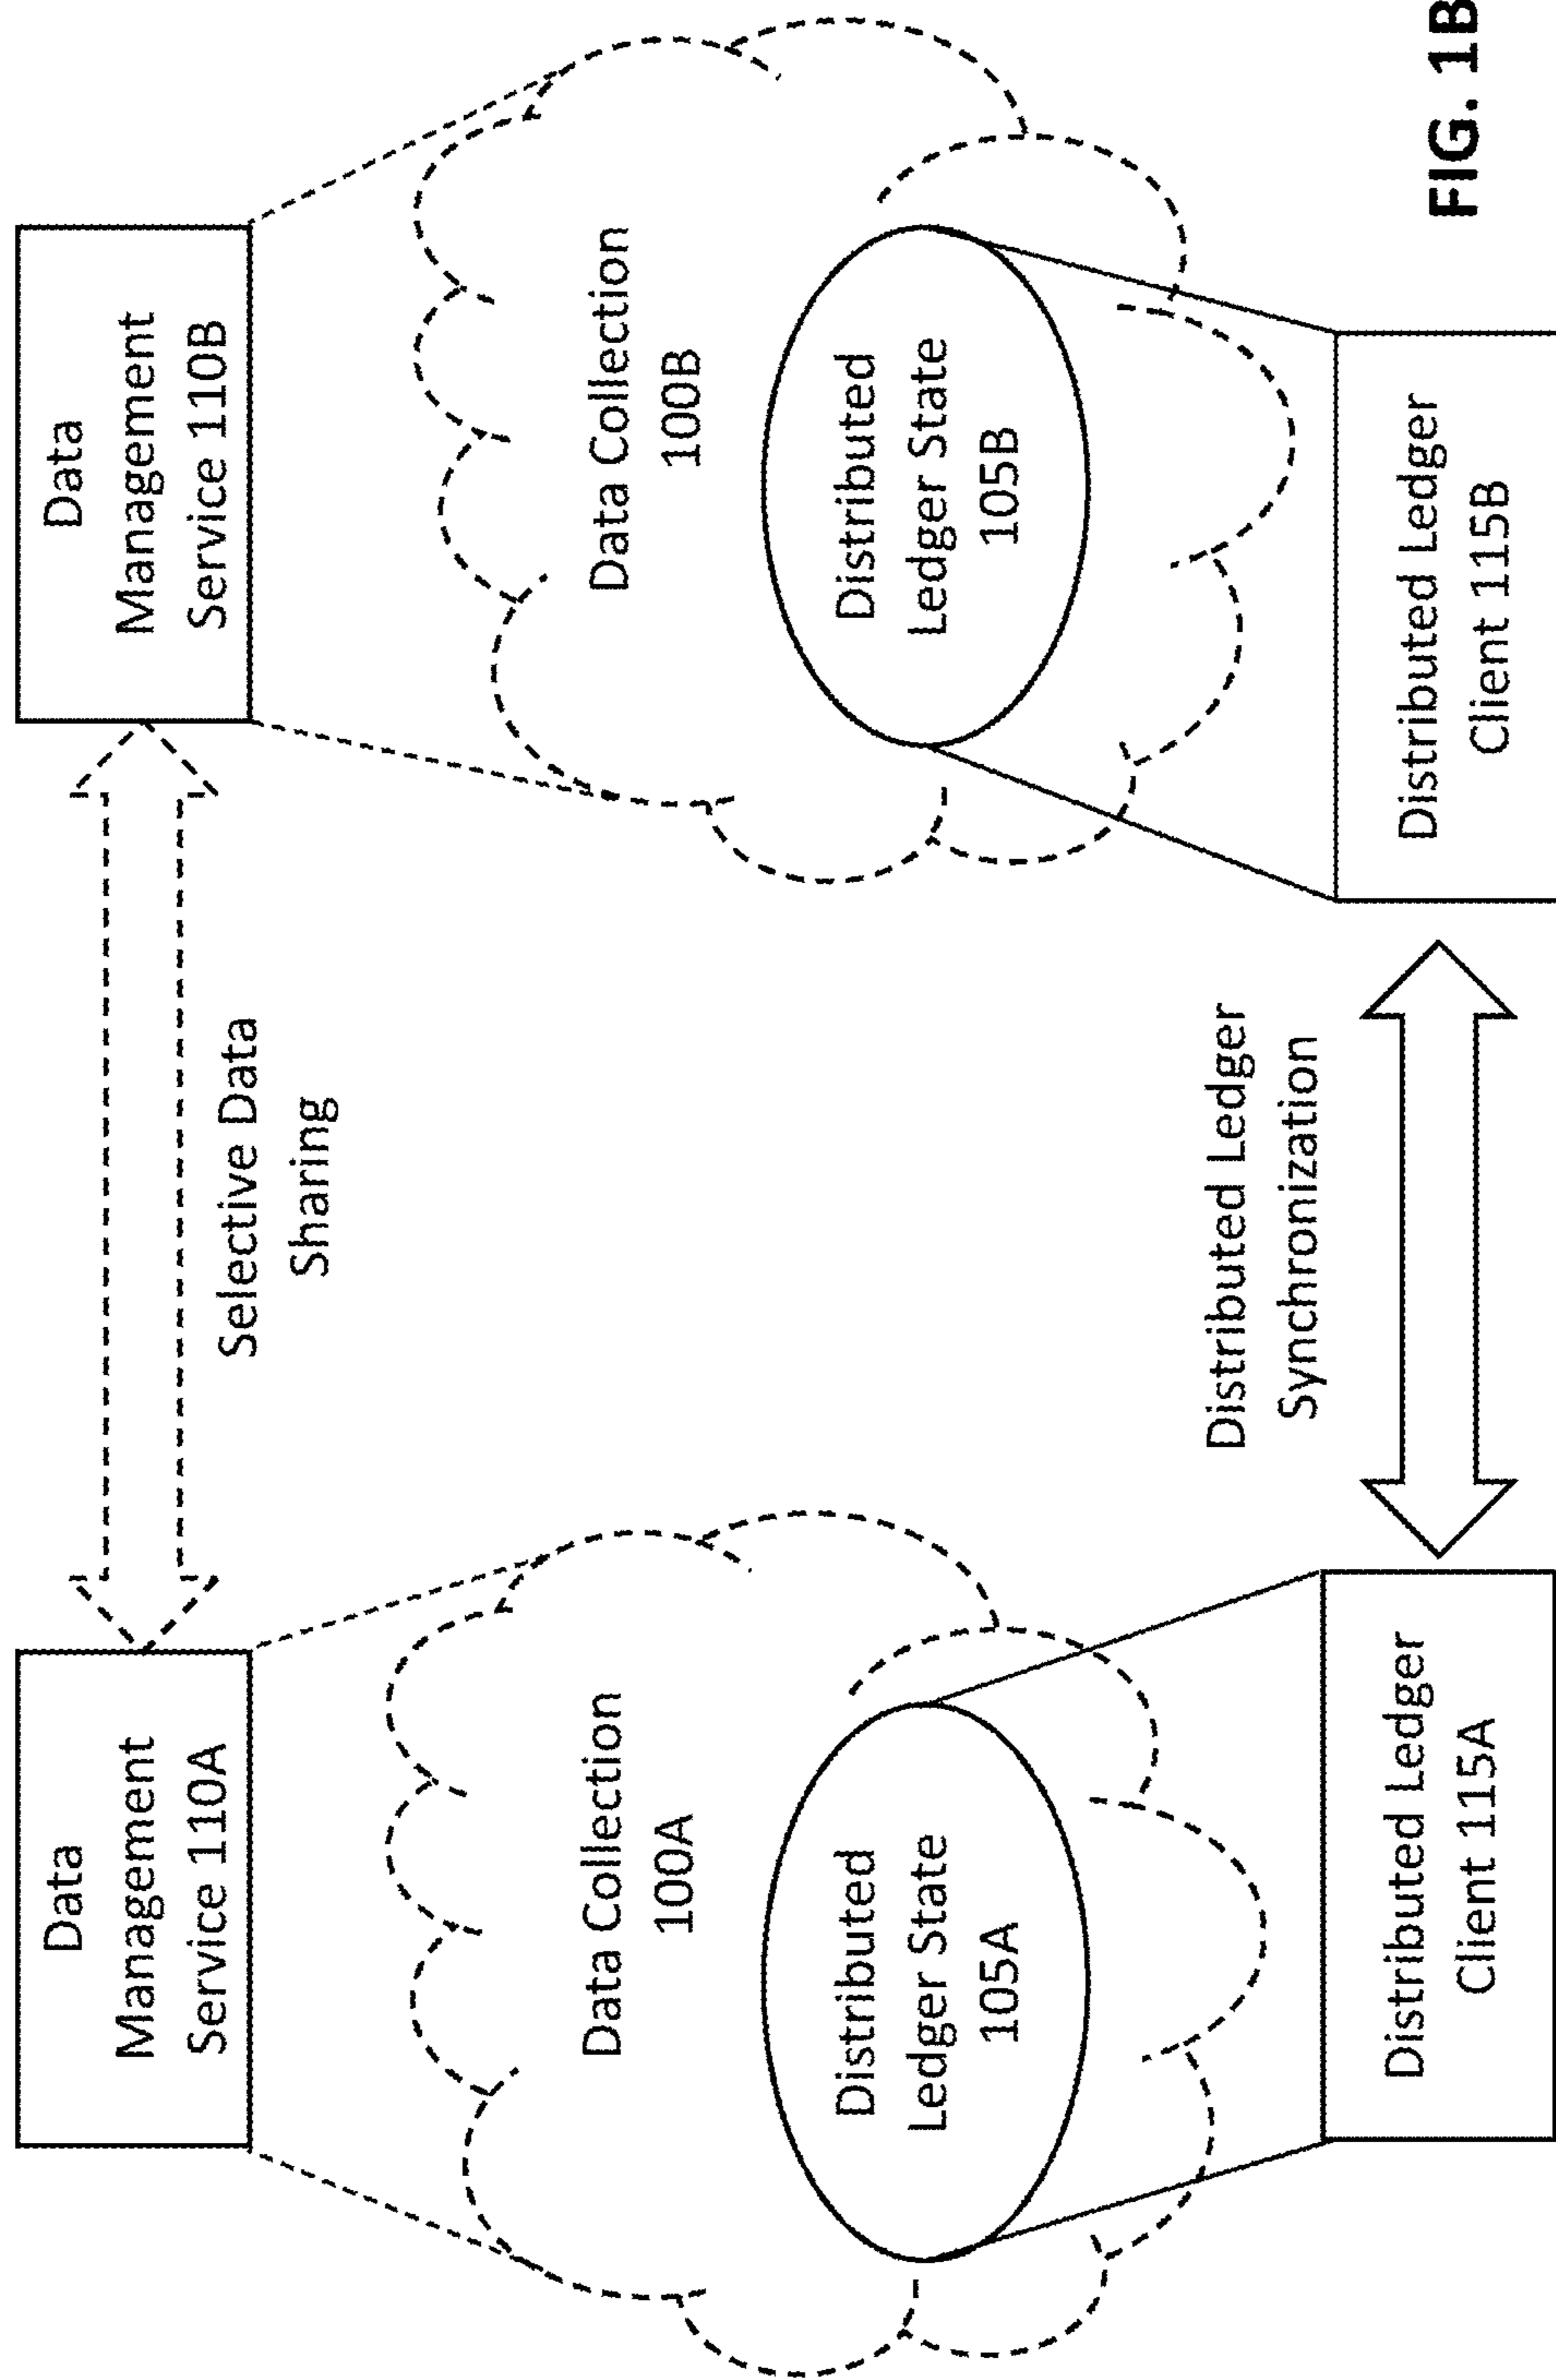 Data
Management
Service 110A
Selective Data
Sharing
Data
Management
Service 110B
Data Collection
100A
Data Collection
100B
Distributed
Ledger State
105A
Distributed
Ledger State
105B
Distributed Ledger
Synchronization
Distributed Ledger
Client 115A
Distributed Ledger
Client 115B
FIG. 1B